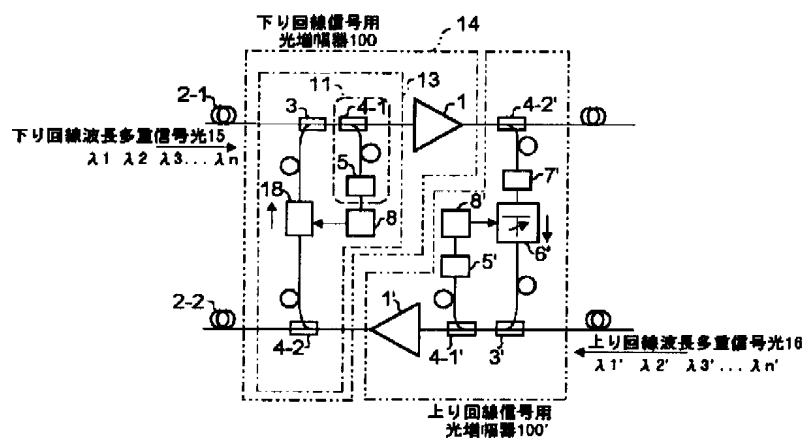 下り回線信号用
光増幅器100
14
11
13
2-1
3
4-1
1
4-2'
下り回線波長多重信号光15
λ1 λ2 λ3...λn
5
7'
18
8
8'
6'
5'
2-2
1'
4-2
4-1'
3'
上り回線波長多重信号光16
λ1' λ2' λ3'...λn'
上り回線信号用
光増幅器100'